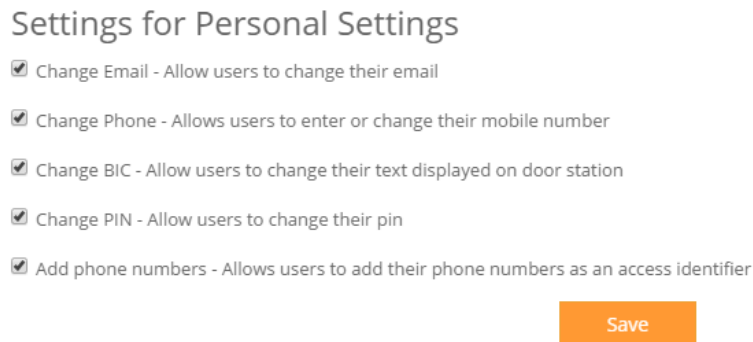 Settings for Personal Settings
Change Email - Allow users to change their email
Change Phone - Allows users to enter or change their mobile number
Change BIC - Allow users to change their text displayed on door station
Change PIN - Allow users to change their pin
Add phone numbers - Allows users to add their phone numbers as an access identifier
Save